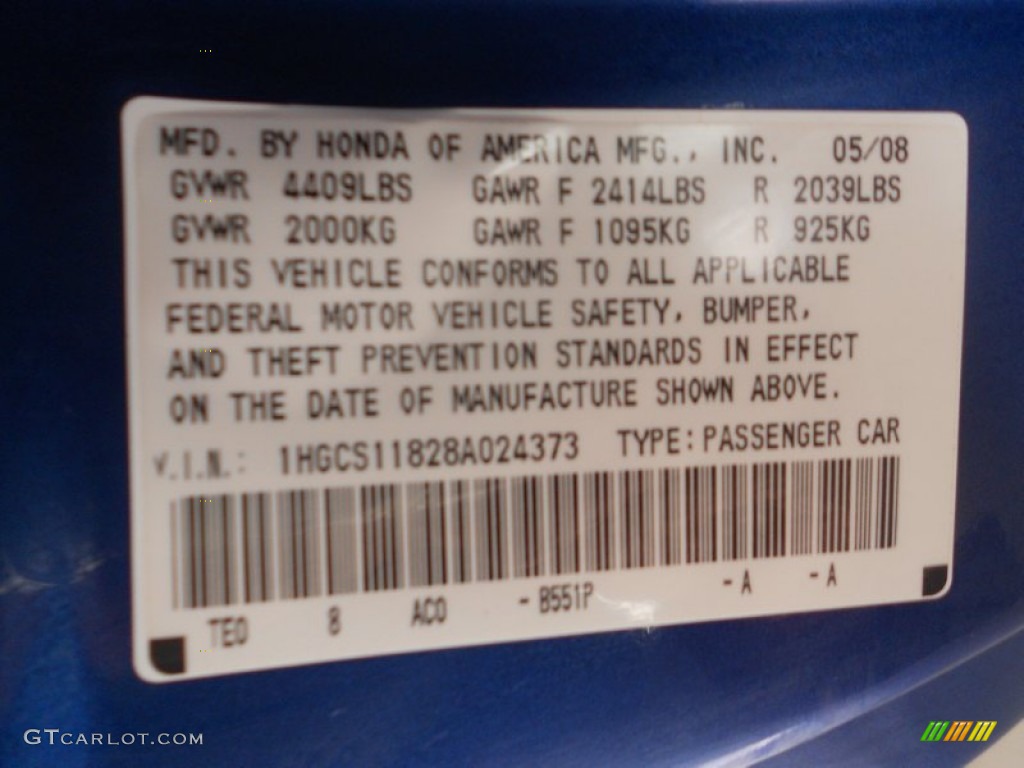 MFD. BY HONDA OF AMERICA MFG., INC. 05/08
GVWR 4409LBS GAWR F 2414LBS R 2039LBS
GVWR 2000KG GAWR F 1095KG R 925KG
THIS VEHICLE CONFORMS TO ALL APPLICABLE
FEDERAL MOTOR VEHICLE SAFETY, BUMPER,
AND THEFT PREVENTION STANDARDS IN EFFECT
ON THE DATE OF MANUFACTURE SHOWN ABOVE.
V.I.N.: 1HGCS11828A024373 TYPE:PASSENGER CAR
TE0 8 AC0 -B551P -A -A
GTCARLOT.COM